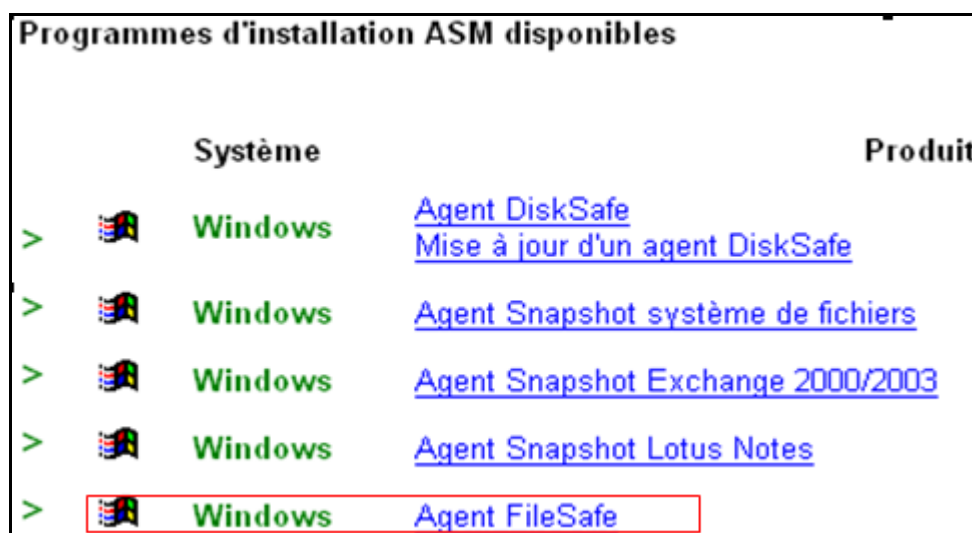 Programmes d'installation ASM disponibles
Système Produit
> Windows Agent DiskSafe
Mise à jour d'un agent DiskSafe
> Windows Agent Snapshot système de fichiers
> Windows Agent Snapshot Exchange 2000/2003
> Windows Agent Snapshot Lotus Notes
> Windows Agent FileSafe